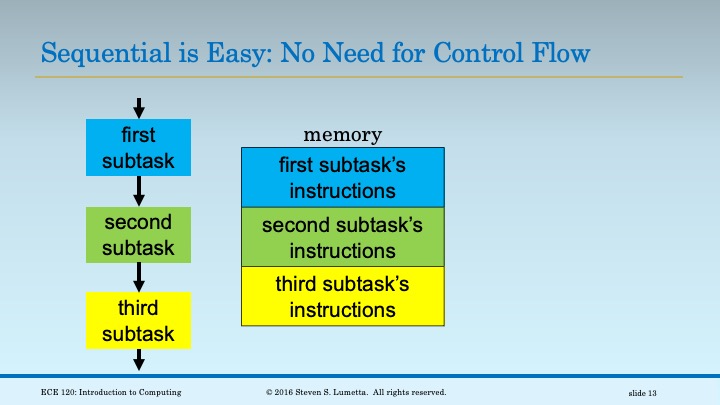 Sequential is Easy: No Need for Control Flow
first
subtask
second
subtask
third
subtask
memory
first subtask’s
instructions
second subtask’s
instructions
third subtask’s
instructions
ECE 120: Introduction to Computing
© 2016 Steven S. Lumetta.  All rights reserved.
slide 13